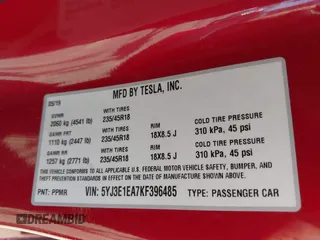 MFD BY TESLA, INC.
05/19
GVWR WITH TIRES RIM COLD TIRE PRESSURE
2060 kg (4541 lb) 235/45R18 18X8.5 J 310 kPa, 45 psi
GAWR FRT WITH TIRES RIM COLD TIRE PRESSURE
1110 kg (2447 lb) 235/45R18 18X8.5 J 310 kPa, 45 psi
GAWR RR WITH TIRES
1257 kg (2771 lb) 235/45R18
THIS VEHICLE CONFORMS TO ALL APPLICABLE U.S. FEDERAL MOTOR VEHICLE SAFETY, BUMPER, AND
THEFT PREVENTION STANDARDS IN EFFECT ON THE DATE OF MANUFACTURE SHOWN ABOVE.
PNT: PPMR VIN: 5YJ3E1EA7KF396485 TYPE: PASSENGER CAR
DREAMBID